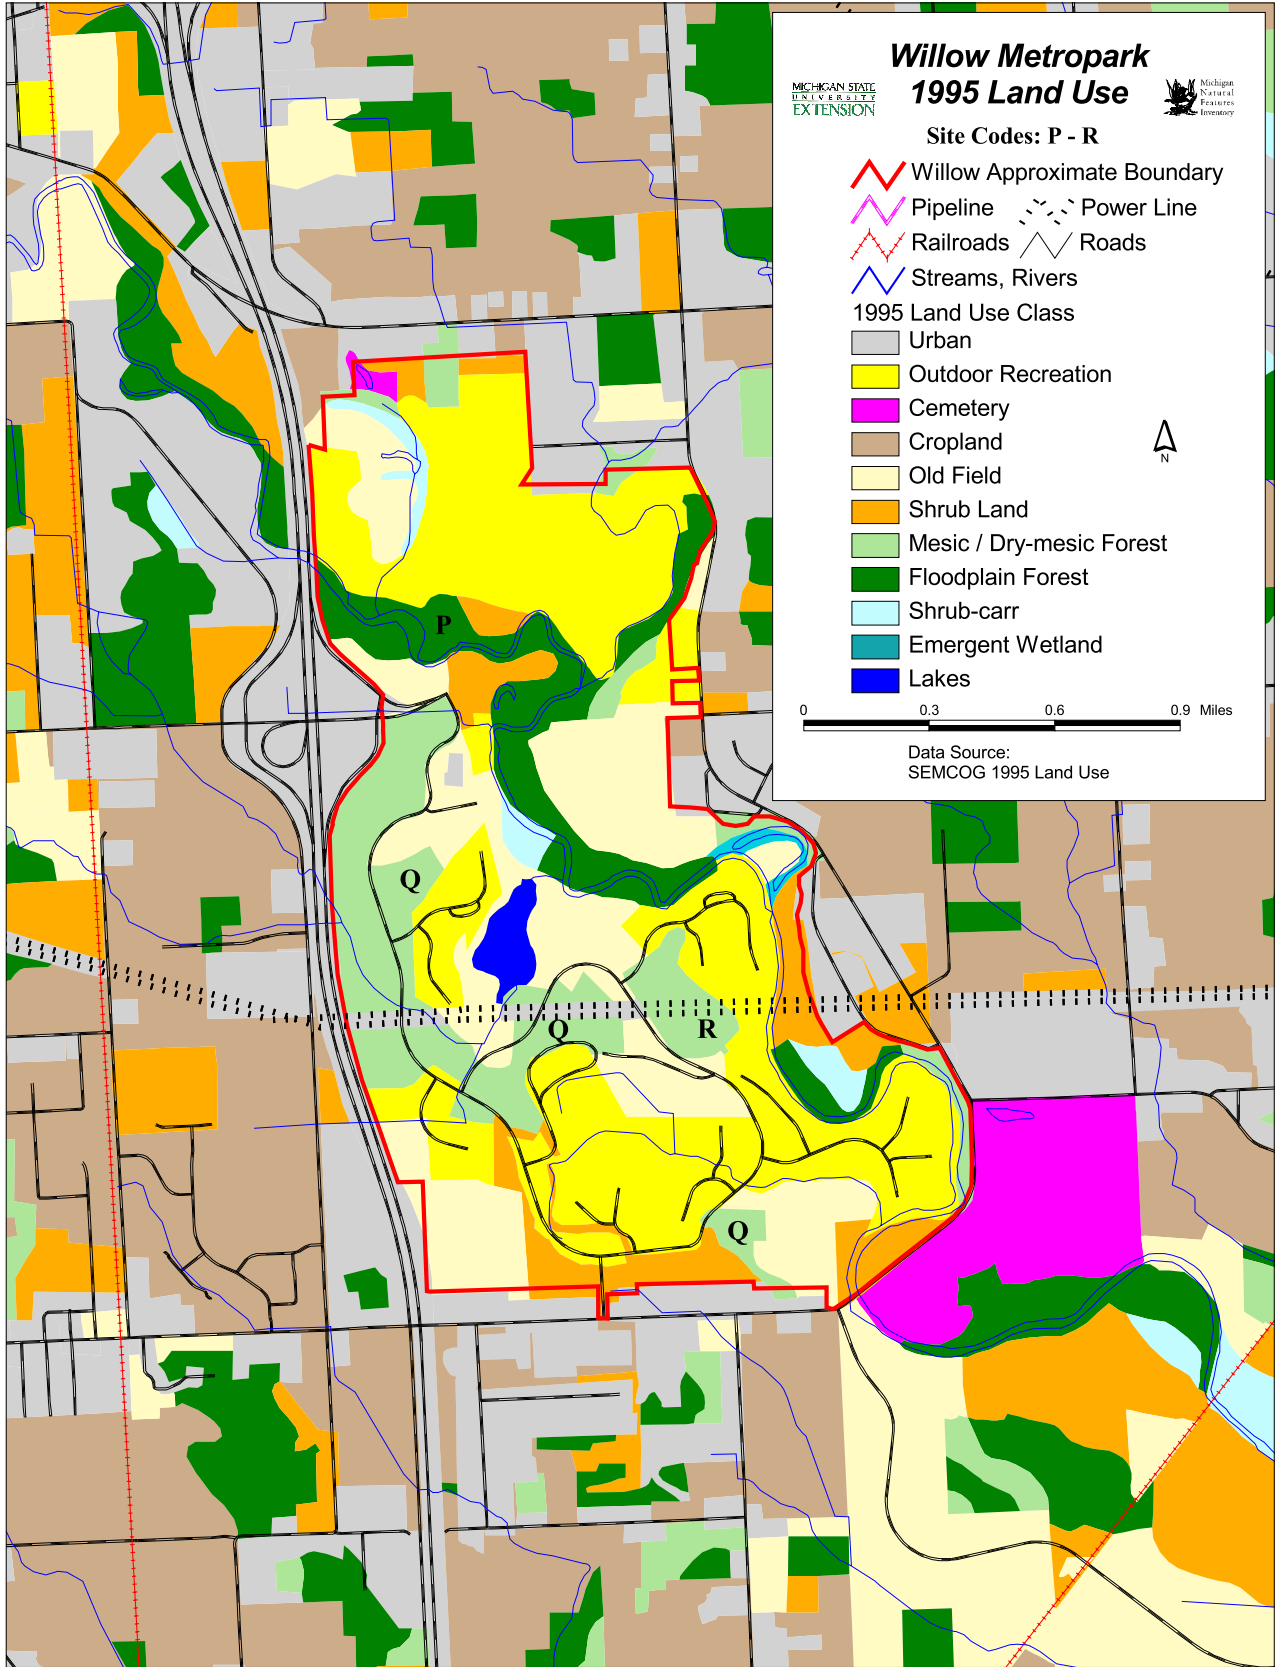 Willow Metropark
1995 Land Use
MICHIGAN STATE
UNIVERSITY
EXTENSION
Michigan
Natural
Features
Inventory
Site Codes: P - R
Willow Approximate Boundary
Pipeline
Power Line
Railroads
Roads
Streams, Rivers
1995 Land Use Class
Urban
Outdoor Recreation
Cemetery
Cropland
Old Field
Shrub Land
Mesic / Dry-mesic Forest
Floodplain Forest
Shrub-carr
Emergent Wetland
Lakes
N
0 0.3 0.6 0.9 Miles
Data Source:
SEMCOG 1995 Land Use
P
Q
Q
R
Q